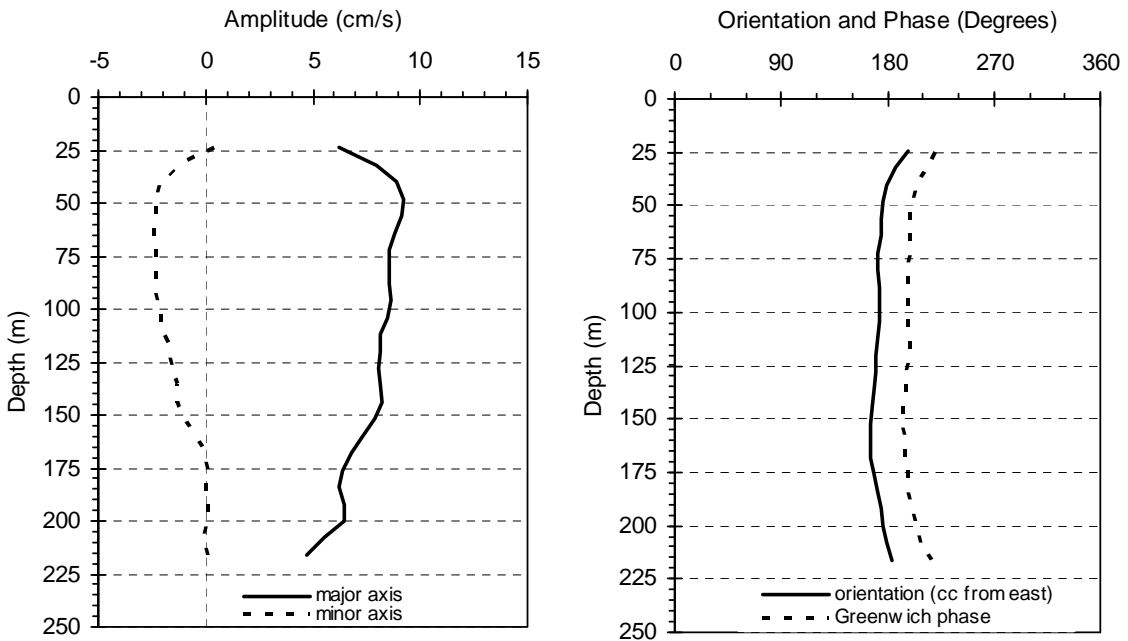 Amplitude (cm/s)
-5 0 5 10 15
0
25
50
75
100
125
150
175
200
225
250
Depth (m)
major axis
minor axis
Orientation and Phase (Degrees)
0 90 180 270 360
0
25
50
75
100
125
150
175
200
225
250
Depth (m)
orientation (cc from east)
Greenwich phase